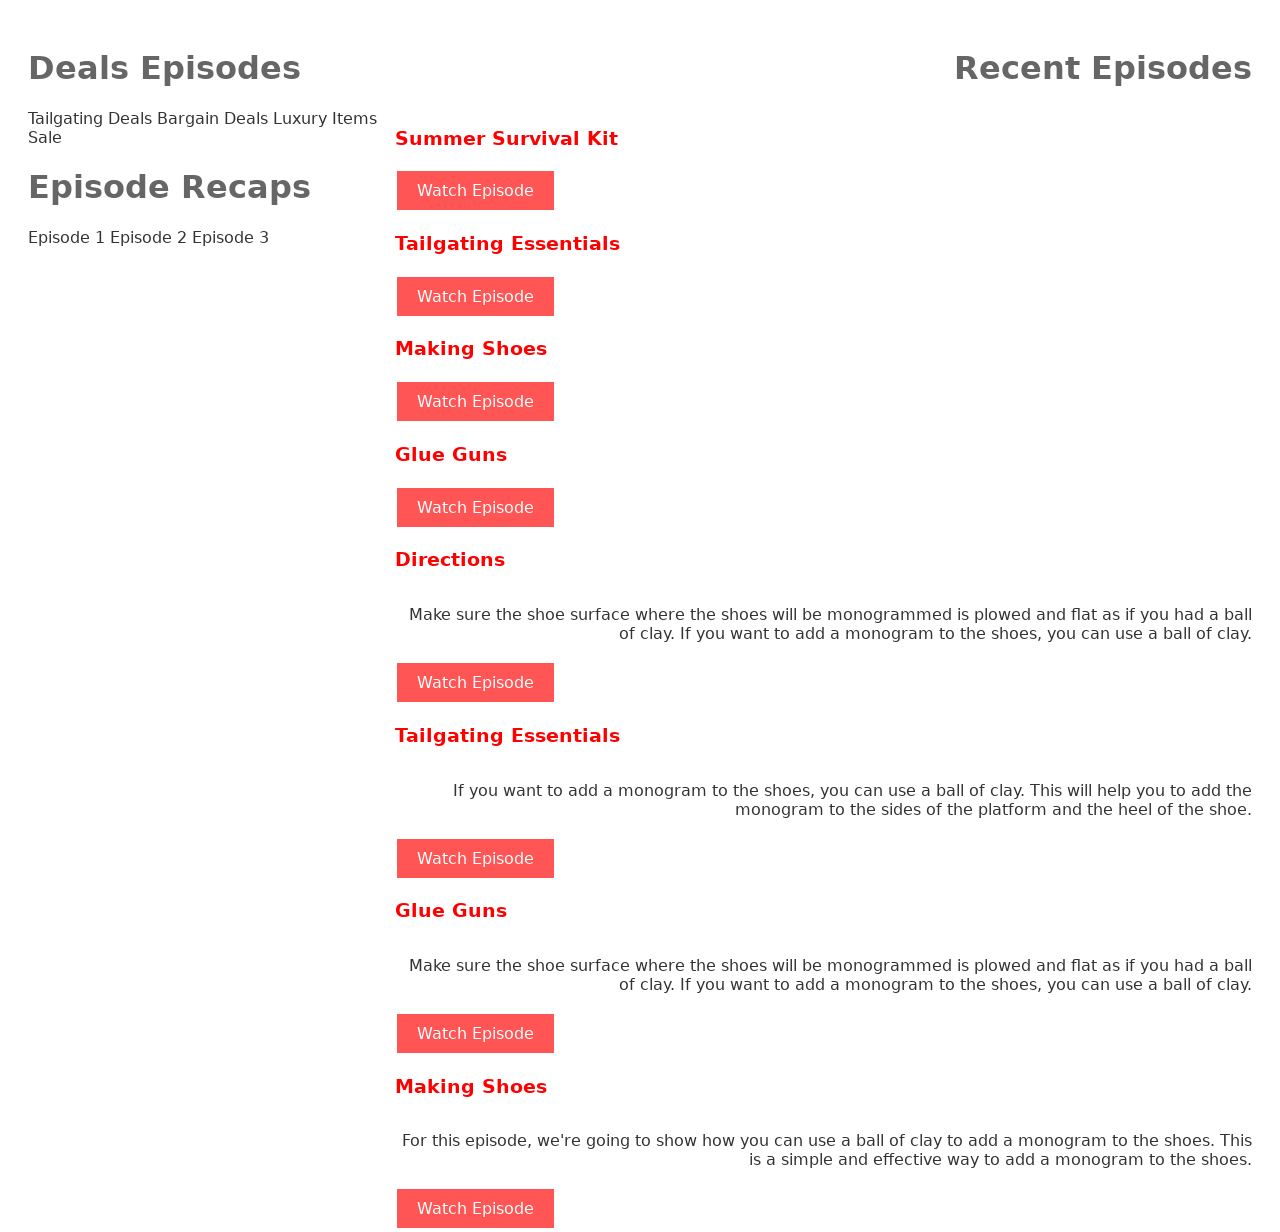 Deals Episodes
Tailgating Deals Bargain Deals Luxury Items
Sale
Episode Recaps
Episode 1 Episode 2 Episode 3
Recent Episodes
Summer Survival Kit
Watch Episode
Tailgating Essentials
Watch Episode
Making Shoes
Watch Episode
Glue Guns
Watch Episode
Directions
Make sure the shoe surface where the shoes will be monogrammed is plowed and flat as if you had a ball
of clay. If you want to add a monogram to the shoes, you can use a ball of clay.
Watch Episode
Tailgating Essentials
If you want to add a monogram to the shoes, you can use a ball of clay. This will help you to add the
monogram to the sides of the platform and the heel of the shoe.
Watch Episode
Glue Guns
Make sure the shoe surface where the shoes will be monogrammed is plowed and flat as if you had a ball
of clay. If you want to add a monogram to the shoes, you can use a ball of clay.
Watch Episode
Making Shoes
For this episode, we're going to show how you can use a ball of clay to add a monogram to the shoes. This
is a simple and effective way to add a monogram to the shoes.
Watch Episode